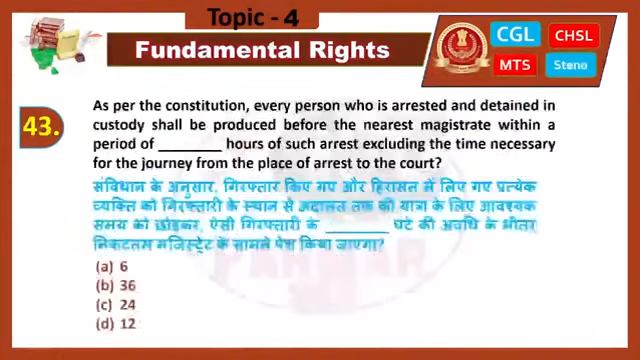 Topic - 4
Fundamental Rights
CGL
CHSL
MTS
Steno
43.
As per the constitution, every person who is arrested and detained in
custody shall be produced before the nearest magistrate within a
period of ________ hours of such arrest excluding the time necessary
for the journey from the place of arrest to the court?
संविधान के अनुसार, गिरफ्तार किए गए और हिरासत में लिए गए प्रत्येक
व्यक्ति को गिरफ्तारी के स्थान से अदालत तक की यात्रा के लिए आवश्यक
समय को छोड़कर, ऐसी गिरफ्तारी के ________ घंटे की अवधि के भीतर
निकटतम मजिस्ट्रेट के सामने पेश किया जाएगा?
(a) 6
(b) 36
(c) 24
(d) 12